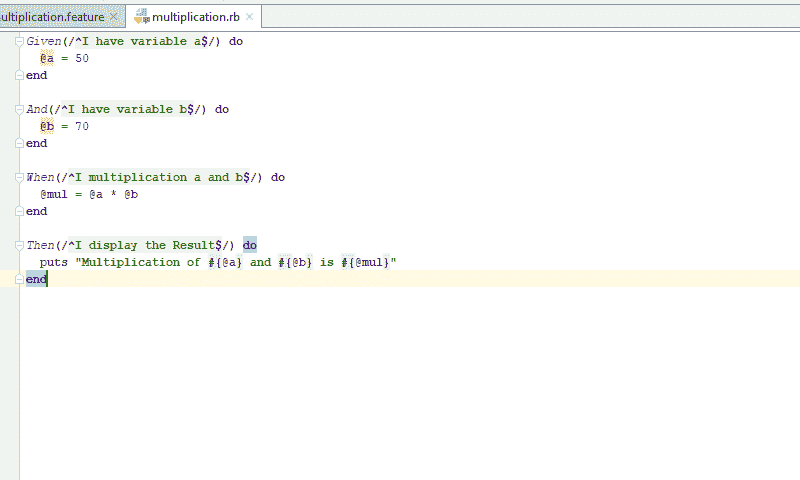 ultiplication.feature multiplication.rb
Given(/^I have variable a$/) do
  @a = 50
end
And(/^I have variable b$/) do
  @b = 70
end
When(/^I multiplication a and b$/) do
  @mul = @a * @b
end
Then(/^I display the Result$/) do
  puts "Multiplication of #{@a} and #{@b} is #{@mul}"
end